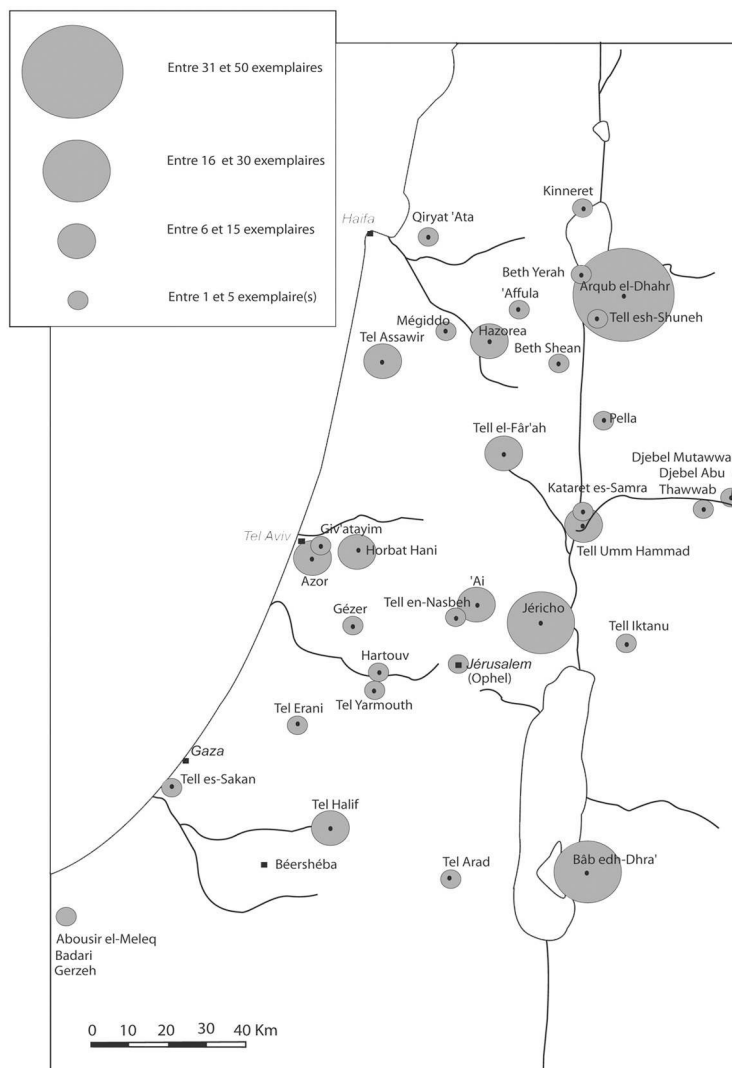 Entre 31 et 50 exemplaires
Entre 16 et 30 exemplaires
Entre 6 et 15 exemplaires
Entre 1 et 5 exemplaire(s)
Kinneret
Haifa
Qiryat 'Ata
Beth Yerah
Arqub el-Dhahr
'Affula
Tell esh-Shuneh
Mégiddo
Hazorea
Tel Assawir
Beth Shean
Pella
Tell el-Fâr'ah
Djebel Mutawwa
Djebel Abu
Thawwab
Kataret es-Samra
Tel Aviv
Giv'atayim
Horbat Hani
Tell Umm Hammad
Azor
'Ai
Tell en-Nasbeh
Jéricho
Gézer
Tell Iktanu
Hartouv
Jérusalem
(Ophel)
Tel Yarmouth
Tel Erani
Gaza
Tell es-Sakan
Tel Halif
Béershéba
Tel Arad
Bâb edh-Dhra'
Abousir el-Meleq
Badari
Gerzeh
0 10 20 30 40 Km